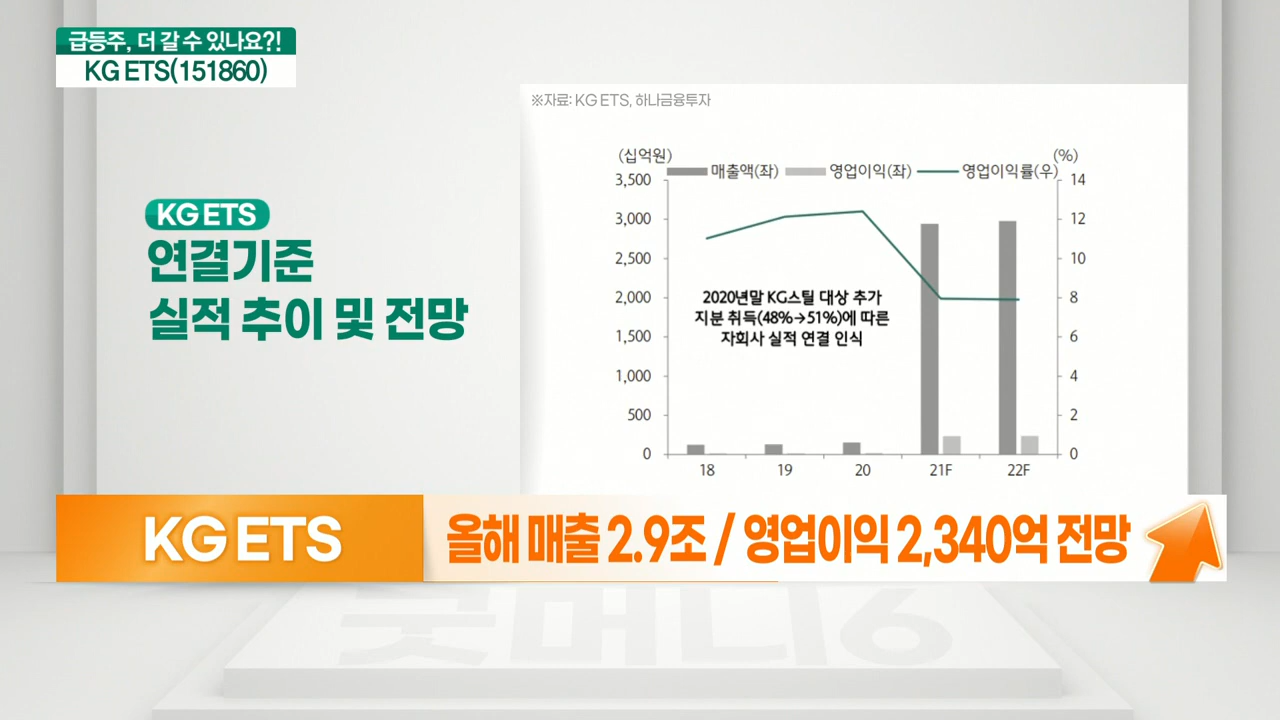 급등주, 더 갈 수 있나요?!
KG ETS(151860)
※자료: KG ETS, 하나금융투자
(십억원)
(%)
매출액(좌)
영업이익(좌)
영업이익률(우)
3,500
3,000
2,500
2,000
1,500
1,000
500
0
14
12
10
8
6
4
2
0
2020년말 KG스틸 대상 추가
지분 취득(48%→51%)에 따른
자회사 실적 연결 인식
18
19
20
21F
22F
KG ETS
연결기준
실적 추이 및 전망
KG ETS
올해 매출 2.9조 / 영업이익 2,340억 전망
굿머니6